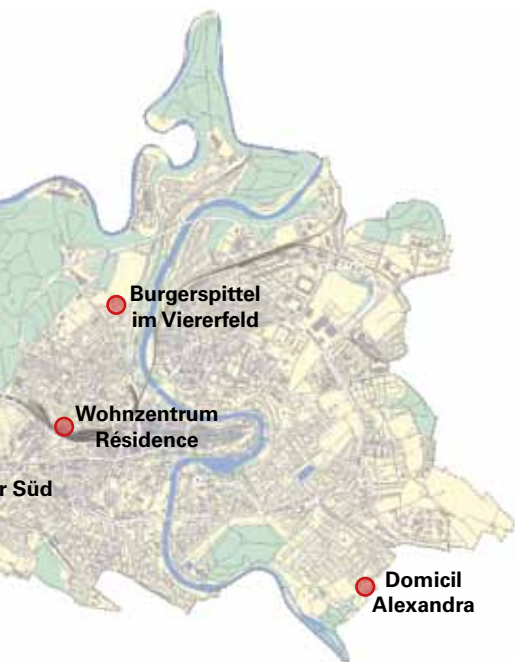 Burgerspittel
im Viererfeld
Wohnzentrum
Résidence
r Süd
Domicil
Alexandra